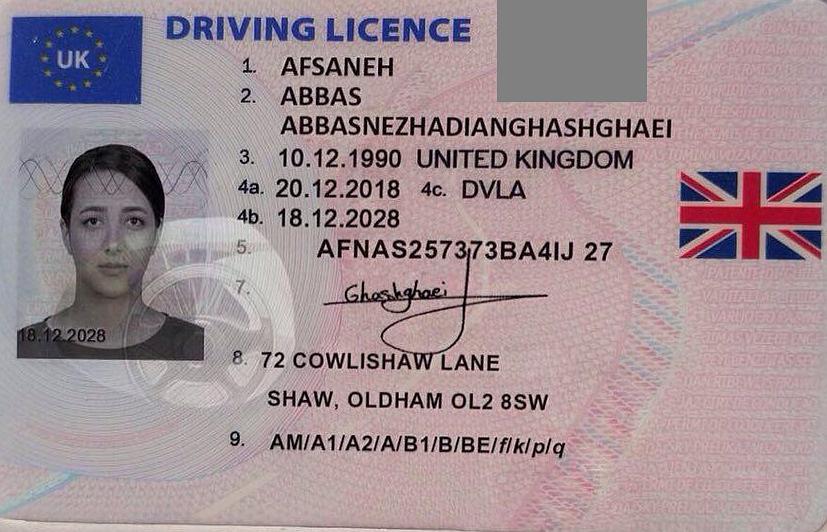 UK
DRIVING LICENCE
1. AFSANEH
2. ABBAS
ABBASNEZHADIANGHASHGHAEI
3. 10.12.1990 UNITED KINGDOM
4a. 20.12.2018 4c. DVLA
4b. 18.12.2028
5. AFNAS257373BA4IJ 27
7. Ghashghaei
18.12.2028
8. 72 COWLISHAW LANE
SHAW, OLDHAM OL2 8SW
9. AM/A1/A2/A/B1/B/BE/f/k/p/q